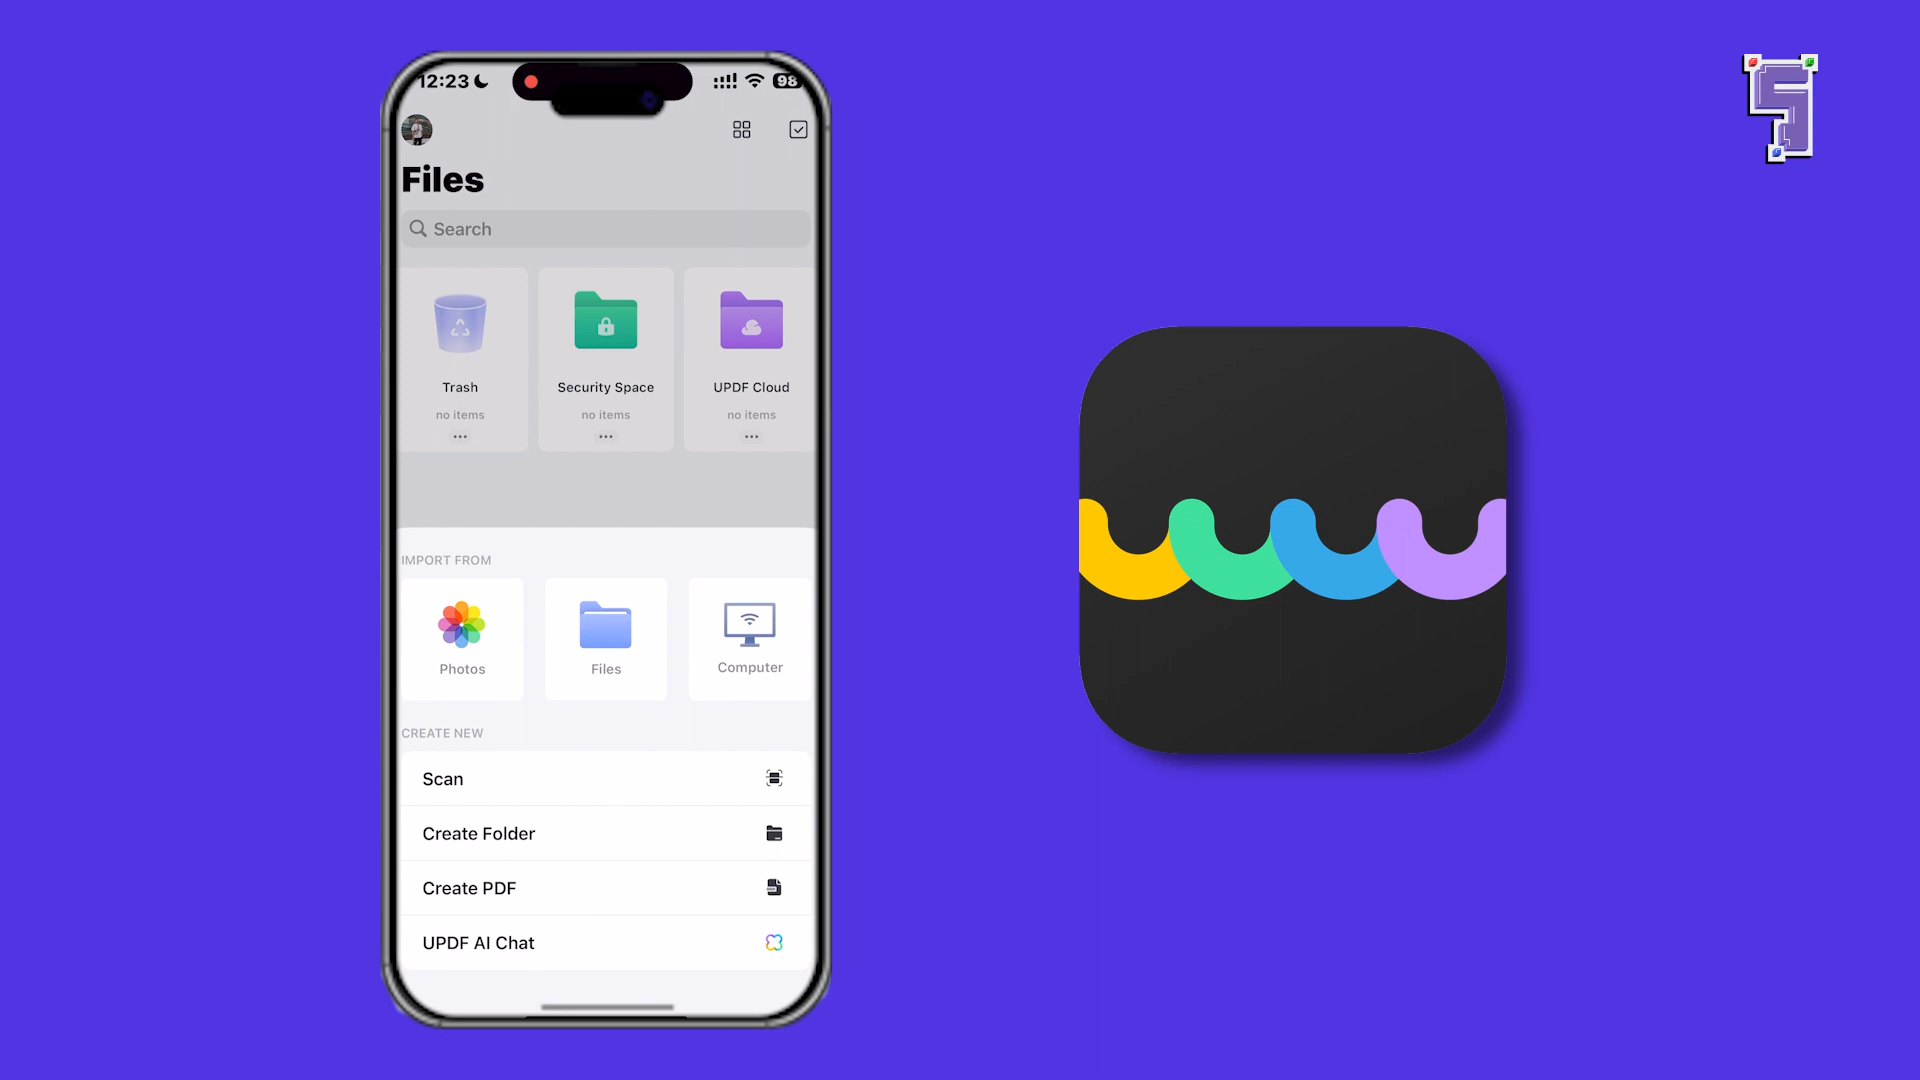 12:23
98
Files
Search
Trash
Security Space
UPDF Cloud
no items
no items
no items
IMPORT FROM
Photos
Files
Computer
CREATE NEW
Scan
Create Folder
Create PDF
UPDF AI Chat